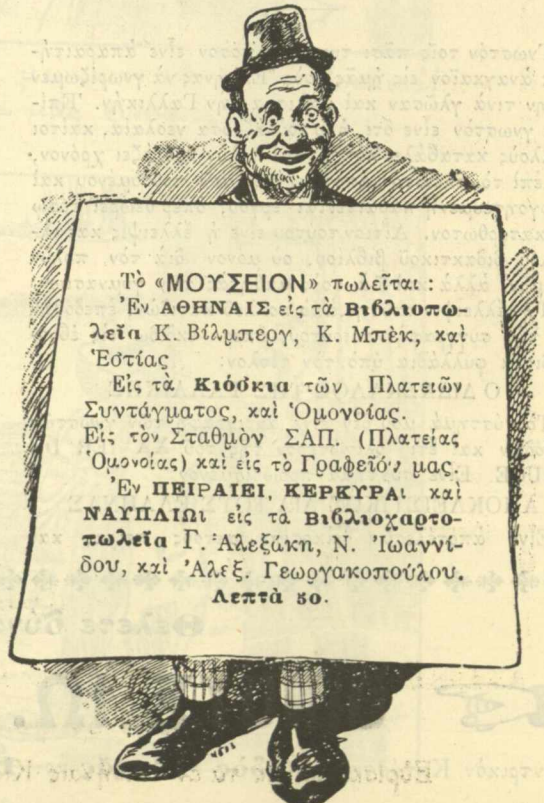 Τὸ «ΜΟΥΣΕΙΟΝ» πωλεῖται :
Ἐν ΑΘΗΝΑΙΣ εἰς τὰ Βιβλιοπω-
λεῖα Κ. Βίλμπεργ, Κ. Μπὲκ, καὶ
Ἑστίας
Εἰς τὰ Κιόσκια τῶν Πλατειῶν
Συντάγματος, καὶ Ὁμονοίας.
Εἰς τὸν Σταθμὸν ΣΑΠ. (Πλατείας
Ὁμονοίας) καὶ εἰς τὸ Γραφεῖόν μας.
Ἐν ΠΕΙΡΑΙΕΙ, ΚΕΡΚΥΡΑι καὶ
ΝΑΥΠΛΙΩι εἰς τὰ Βιβλιοχαρτο-
πωλεῖα Γ. Ἀλεξάκη, Ν. Ἰωαννί-
δου, καὶ Ἀλεξ. Γεωργακοπούλου.
Λεπτὰ 50.